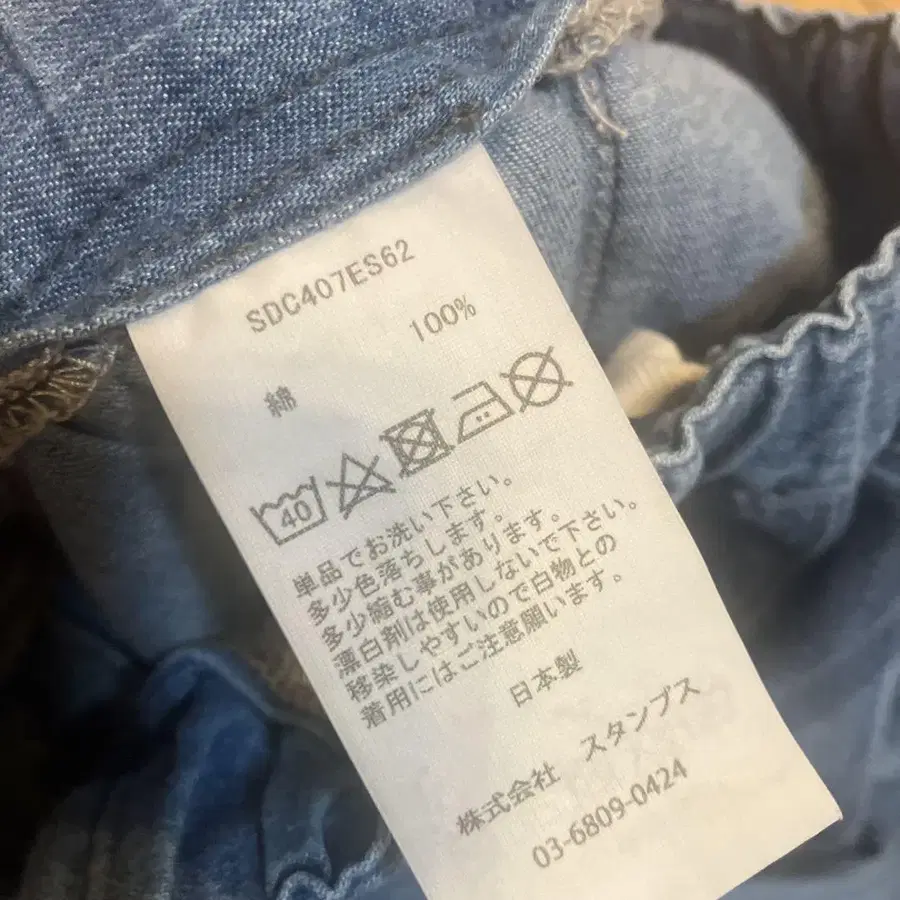 SDC407ES62
綿 100%
40
単品でお洗い下さい。
多少色落ちします。
多少縮む事があります。
漂白剤は使用しないで下さい。
移染しやすいので白物との
着用にはご注意願います。
日本製
株式会社 スタンプス
03-6809-0424